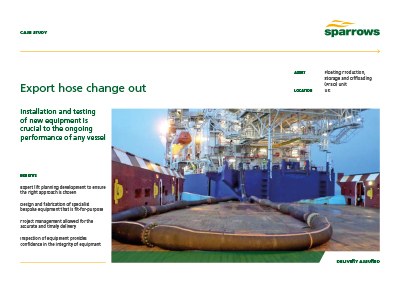 CASE STUDY
sparrows
Export hose change out
ASSET
Floating production,
storage and offloading
(FPSO) unit
LOCATION
UK
Installation and testing
of new equipment is
crucial to the ongoing
performance of any vessel
BENEFITS
Expert lift planning development to ensure
the right approach is chosen
Design and fabrication of specialist
bespoke equipment that is fit-for-purpose
Project management allowed for the
accurate and timely delivery
Inspection of equipment provides
confidence in the integrity of equipment
DELIVERY ASSURED